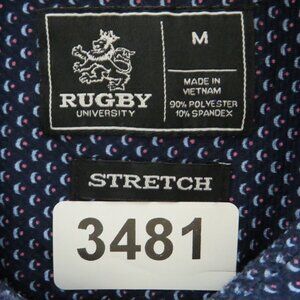 M
RUGBY
UNIVERSITY
MADE IN
VIETNAM
90% POLYESTER
10% SPANDEX
STRETCH
3481